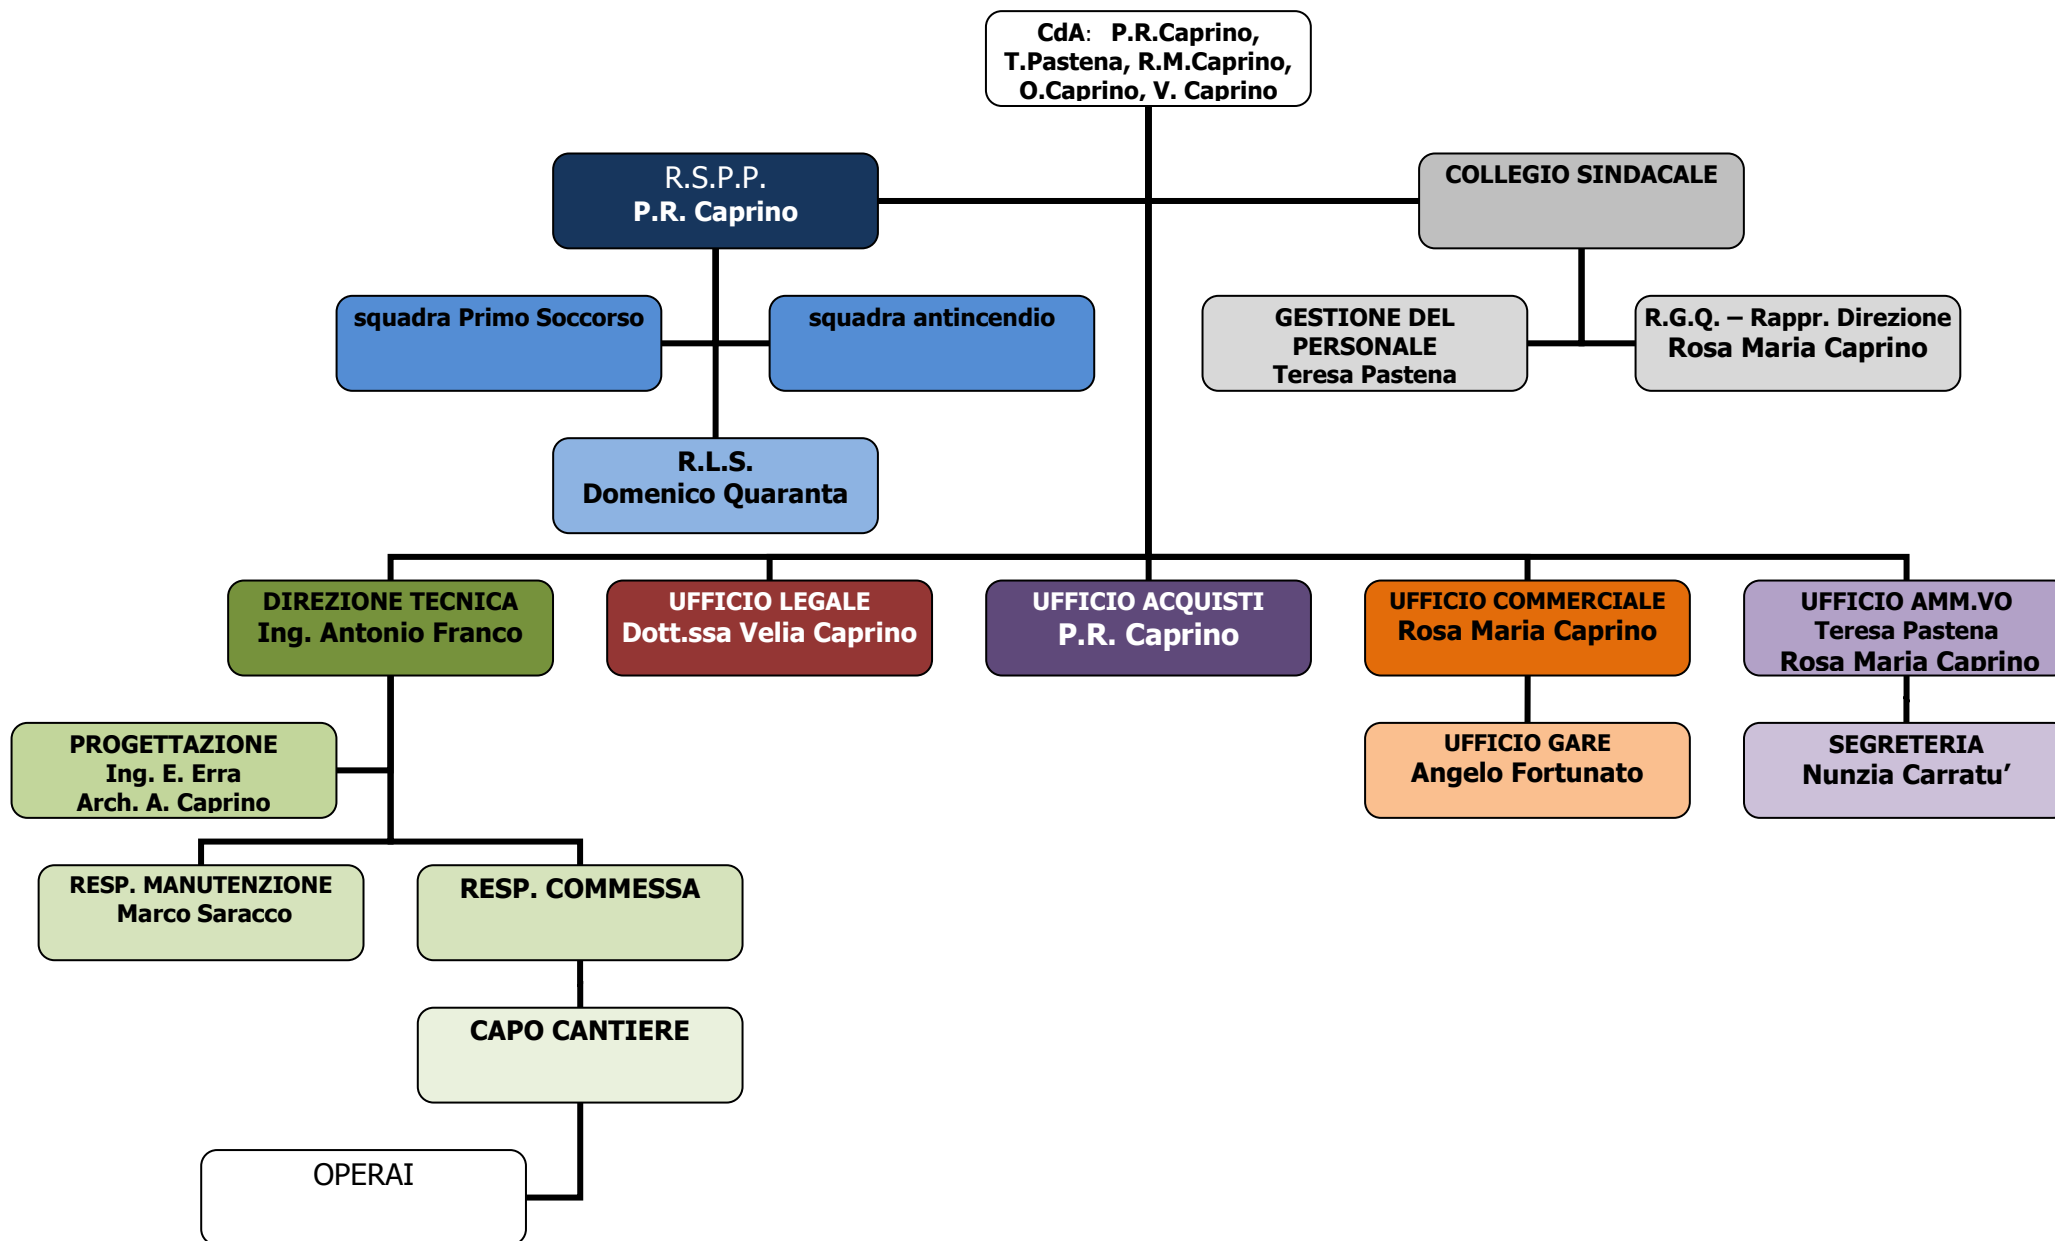 CdA: P.R.Caprino,
T.Pastena, R.M.Caprino,
O.Caprino, V. Caprino
R.S.P.P.
P.R. Caprino
COLLEGIO SINDACALE
squadra Primo Soccorso
squadra antincendio
GESTIONE DEL
PERSONALE
Teresa Pastena
R.G.Q. – Rappr. Direzione
Rosa Maria Caprino
R.L.S.
Domenico Quaranta
DIREZIONE TECNICA
Ing. Antonio Franco
UFFICIO LEGALE
Dott.ssa Velia Caprino
UFFICIO ACQUISTI
P.R. Caprino
UFFICIO COMMERCIALE
Rosa Maria Caprino
UFFICIO AMM.VO
Teresa Pastena
Rosa Maria Caprino
PROGETTAZIONE
Ing. E. Erra
Arch. A. Caprino
UFFICIO GARE
Angelo Fortunato
SEGRETERIA
Nunzia Carratu’
RESP. MANUTENZIONE
Marco Saracco
RESP. COMMESSA
CAPO CANTIERE
OPERAI